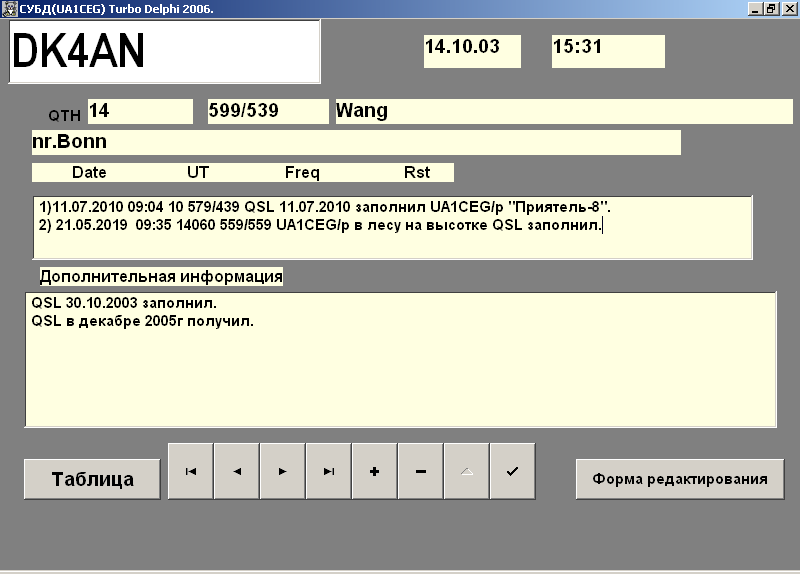 СУБД(UA1CEG) Turbo Delphi 2006.
DK4AN
14.10.03 15:31
QTH 14 599/539 Wang
nr.Bonn
Date UT Freq Rst
1)11.07.2010 09:04 10 579/439 QSL 11.07.2010 заполнил UA1CEG/p "Приятель-8".
2) 21.05.2019 09:35 14060 559/559 UA1CEG/p в лесу на высотке QSL заполнил.
Дополнительная информация
QSL 30.10.2003 заполнил.
QSL в декабре 2005г получил.
Таблица Форма редактирования